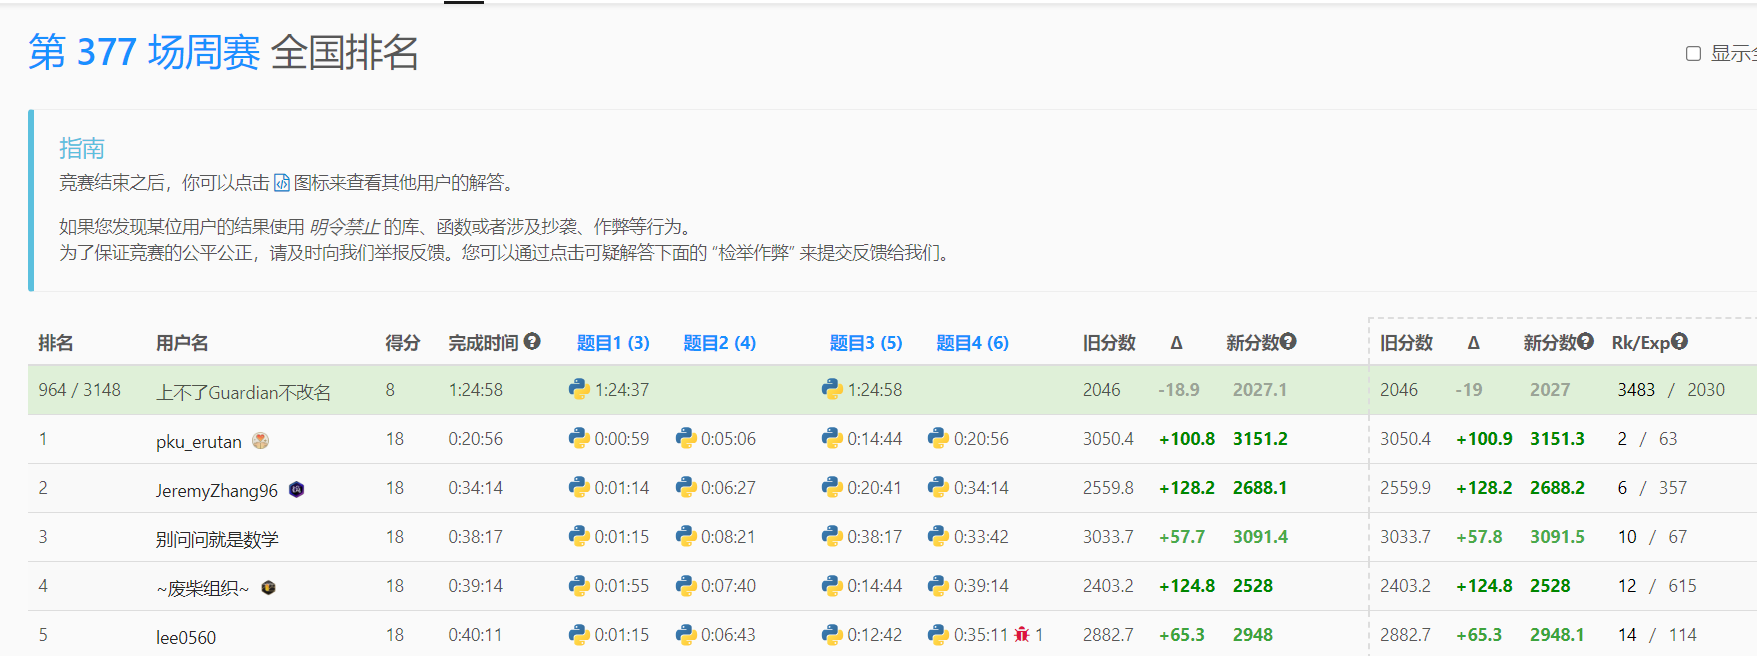 第 377 场周赛 全国排名
显示全
指南
竞赛结束之后，你可以点击 图标来查看其他用户的解答。
如果您发现某位用户的结果使用 明令禁止 的库、函数或者涉及抄袭、作弊等行为。
为了保证竞赛的公平公正，请及时向我们举报反馈。您可以通过点击可疑解答下面的 “检举作弊” 来提交反馈给我们。
排名 用户名 得分 完成时间 题目1 (3) 题目2 (4) 题目3 (5) 题目4 (6) 旧分数 Δ 新分数 旧分数 Δ 新分数 Rk/Exp
964 / 3148 上不了Guardian不改名 8 1:24:58 1:24:37 1:24:58 2046 -18.9 2027.1 2046 -19 2027 3483 / 2030
1 pku_erutan 18 0:20:56 0:00:59 0:05:06 0:14:44 0:20:56 3050.4 +100.8 3151.2 3050.4 +100.9 3151.3 2 / 63
2 JeremyZhang96 18 0:34:14 0:01:14 0:06:27 0:20:41 0:34:14 2559.8 +128.2 2688.1 2559.9 +128.2 2688.2 6 / 357
3 别问问就是数学 18 0:38:17 0:01:15 0:08:21 0:38:17 0:33:42 3033.7 +57.7 3091.4 3033.7 +57.8 3091.5 10 / 67
4 ~废柴组织~ 18 0:39:14 0:01:55 0:07:40 0:14:44 0:39:14 2403.2 +124.8 2528 2403.2 +124.8 2528 12 / 615
5 lee0560 18 0:40:11 0:01:15 0:06:43 0:12:42 0:35:11 1 2882.7 +65.3 2948 2882.7 +65.3 2948.1 14 / 114